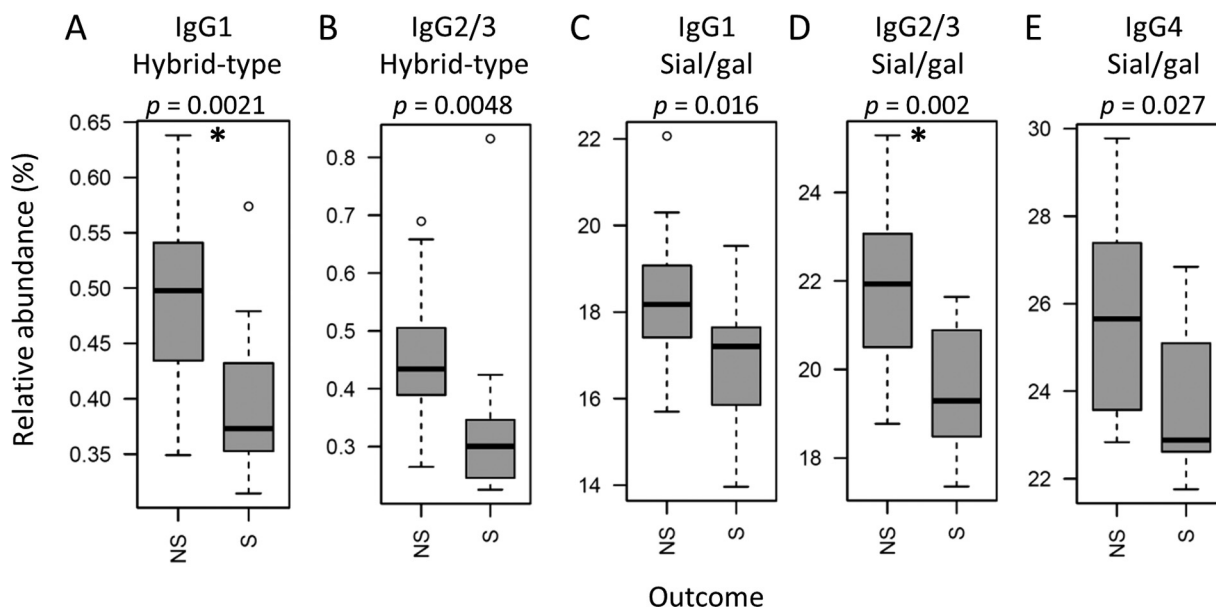 A
IgG1
Hybrid-type
p = 0.0021
*
0.65
0.60
0.55
0.50
0.45
0.40
0.35
NS
S
B
IgG2/3
Hybrid-type
p = 0.0048
0.8
0.7
0.6
0.5
0.4
0.3
NS
S
C
IgG1
Sial/gal
p = 0.016
22
20
18
16
14
NS
S
D
IgG2/3
Sial/gal
p = 0.002
*
24
22
20
18
NS
S
E
IgG4
Sial/gal
p = 0.027
30
28
26
24
22
NS
S
Relative abundance (%)
Outcome